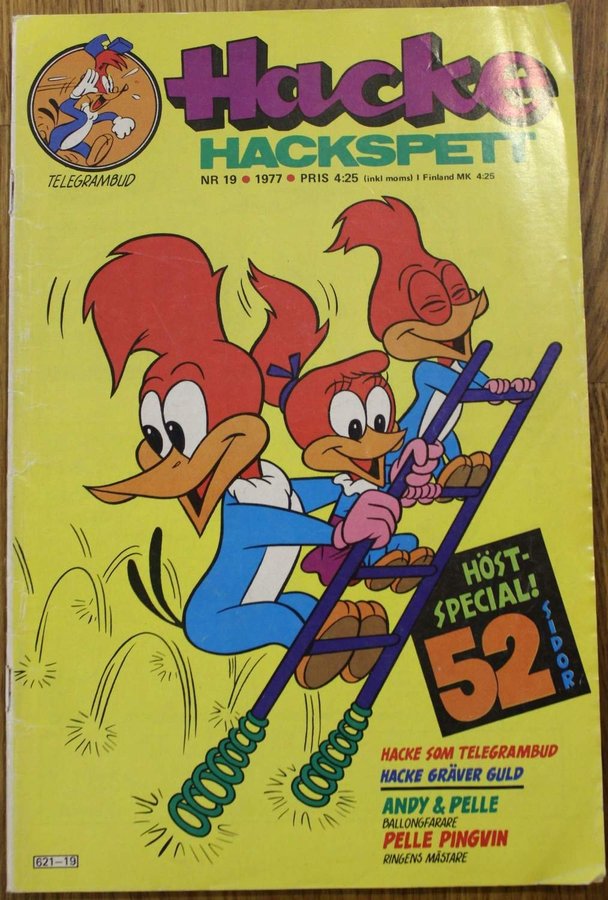 Hacke
HACKSPETT
TELEGRAMBUD
NR 19 • 1977 • PRIS 4:25 (inkl moms) I Finland MK 4:25
HÖST-
SPECIAL!
52
SIDOR
HACKE SOM TELEGRAMBUD
HACKE GRÄVER GULD
ANDY & PELLE
BALLONGFARARE
PELLE PINGVIN
RINGENS MÄSTARE
621-19